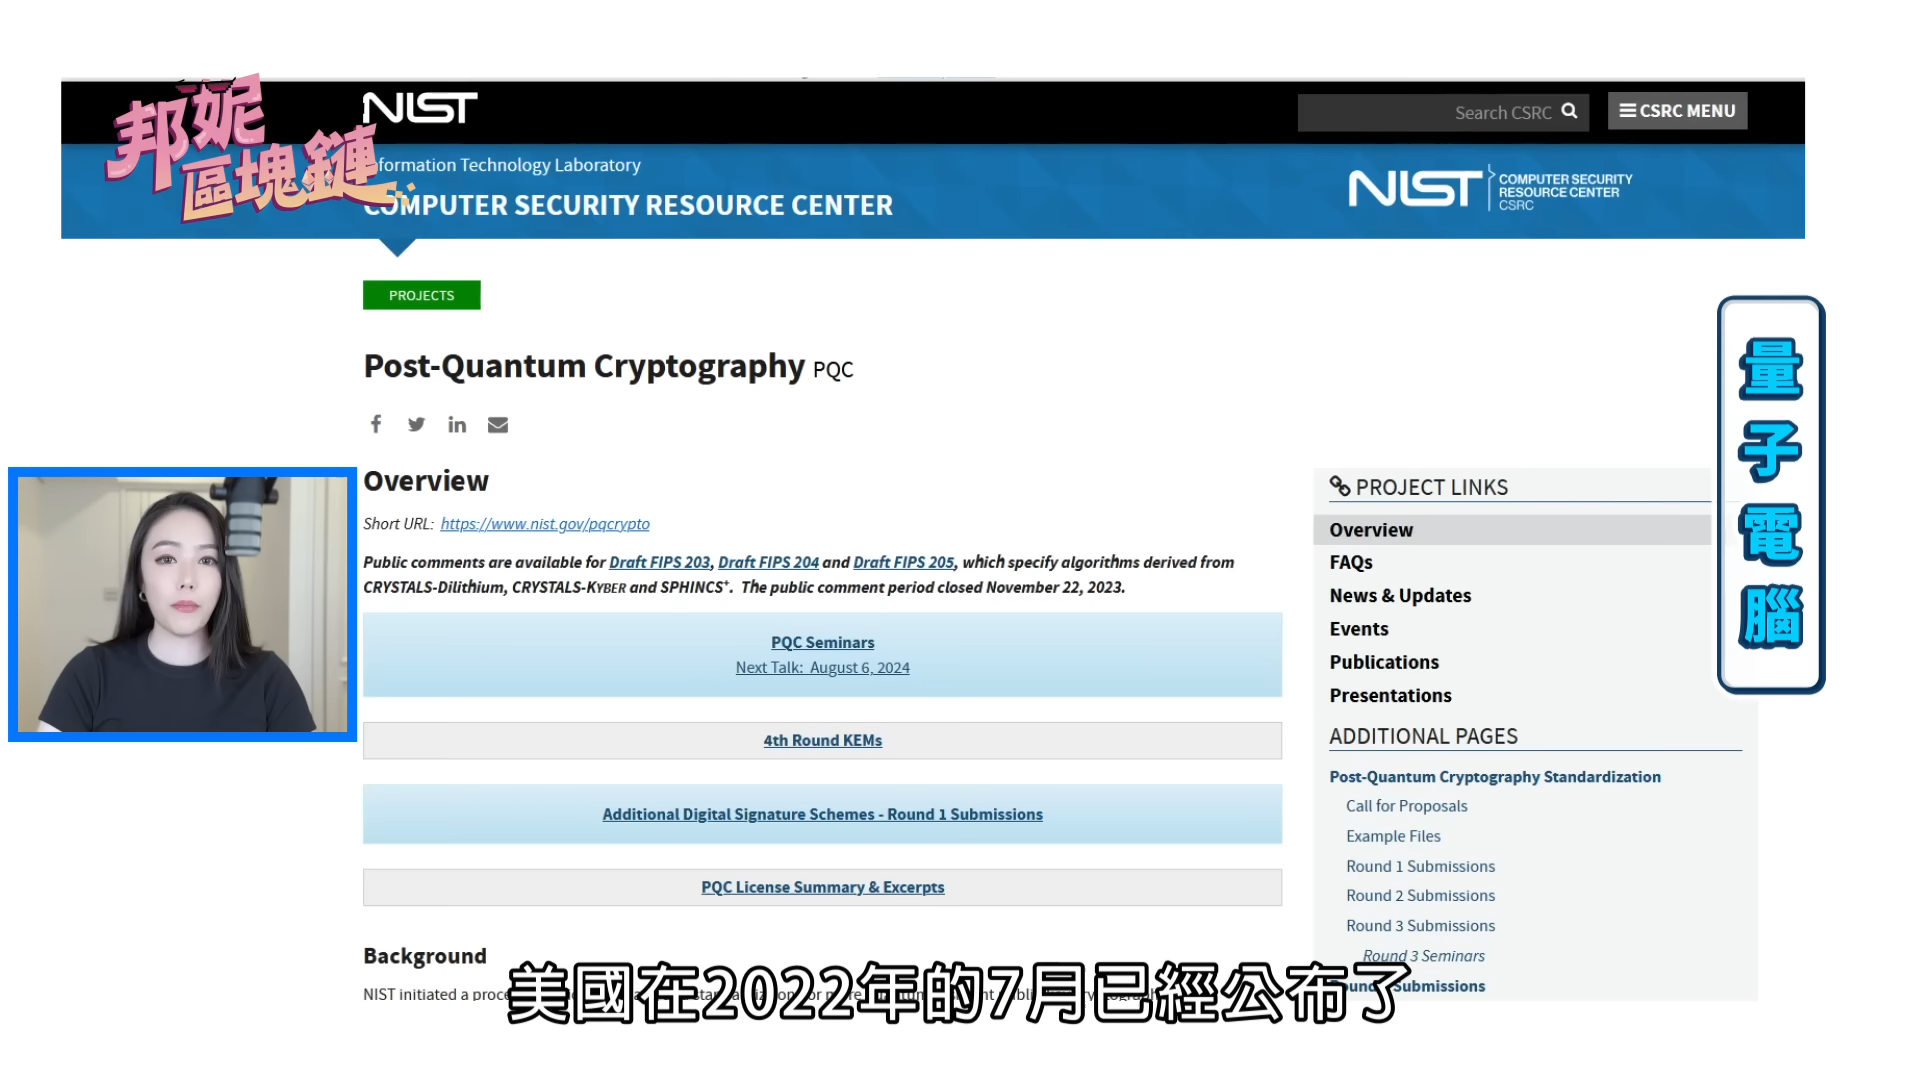 邦妮
區塊鏈
NIST
Search CSRC
CSRC MENU
formation Technology Laboratory
COMPUTER SECURITY RESOURCE CENTER
NIST
COMPUTER SECURITY
RESOURCE CENTER
CSRC
PROJECTS
Post-Quantum Cryptography PQC
Overview
Short URL: https://www.nist.gov/pqcrypto
Public comments are available for Draft FIPS 203, Draft FIPS 204 and Draft FIPS 205, which specify algorithms derived from
CRYSTALS-Dilithium, CRYSTALS-KYBER and SPHINCS+. The public comment period closed November 22, 2023.
PQC Seminars
Next Talk: August 6, 2024
4th Round KEMs
Additional Digital Signature Schemes - Round 1 Submissions
PQC License Summary & Excerpts
Background
NIST initiated a
PROJECT LINKS
Overview
FAQs
News & Updates
Events
Publications
Presentations
ADDITIONAL PAGES
Post-Quantum Cryptography Standardization
Call for Proposals
Example Files
Round 1 Submissions
Round 2 Submissions
Round 3 Submissions
Round 3 Seminars
Submissions
量子電腦
美國在2022年的7月已經公布了